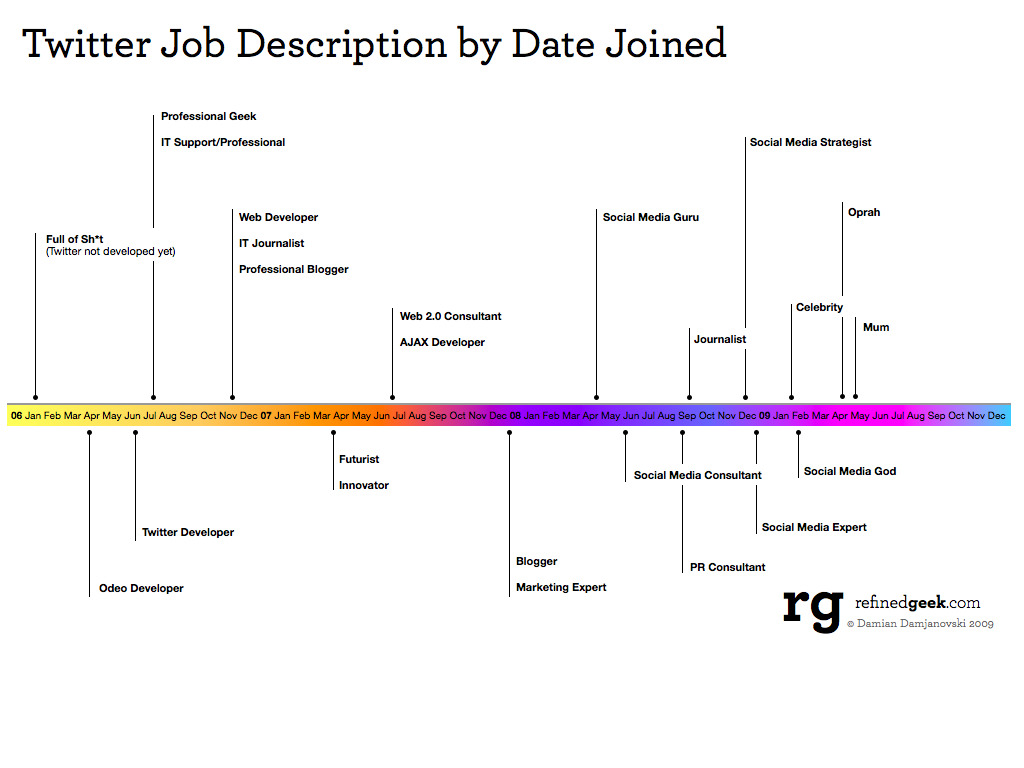 Twitter Job Description by Date Joined
Professional Geek
IT Support/Professional
Social Media Strategist
Web Developer
IT Journalist
Professional Blogger
Social Media Guru
Oprah
Full of Sh*t
(Twitter not developed yet)
Web 2.0 Consultant
AJAX Developer
Celebrity
Journalist
Mum
06 Jan Feb Mar Apr May Jun Jul Aug Sep Oct Nov Dec 07 Jan Feb Mar Apr May Jun Jul Aug Sep Oct Nov Dec 08 Jan Feb Mar Apr May Jun Jul Aug Sep Oct Nov Dec 09 Jan Feb Mar Apr May Jun Jul Aug Sep Oct Nov Dec
Futurist
Innovator
Social Media Consultant
Social Media God
Twitter Developer
Social Media Expert
Odeo Developer
Blogger
Marketing Expert
PR Consultant
rg refinedgeek.com
© Damian Damjanovski 2009